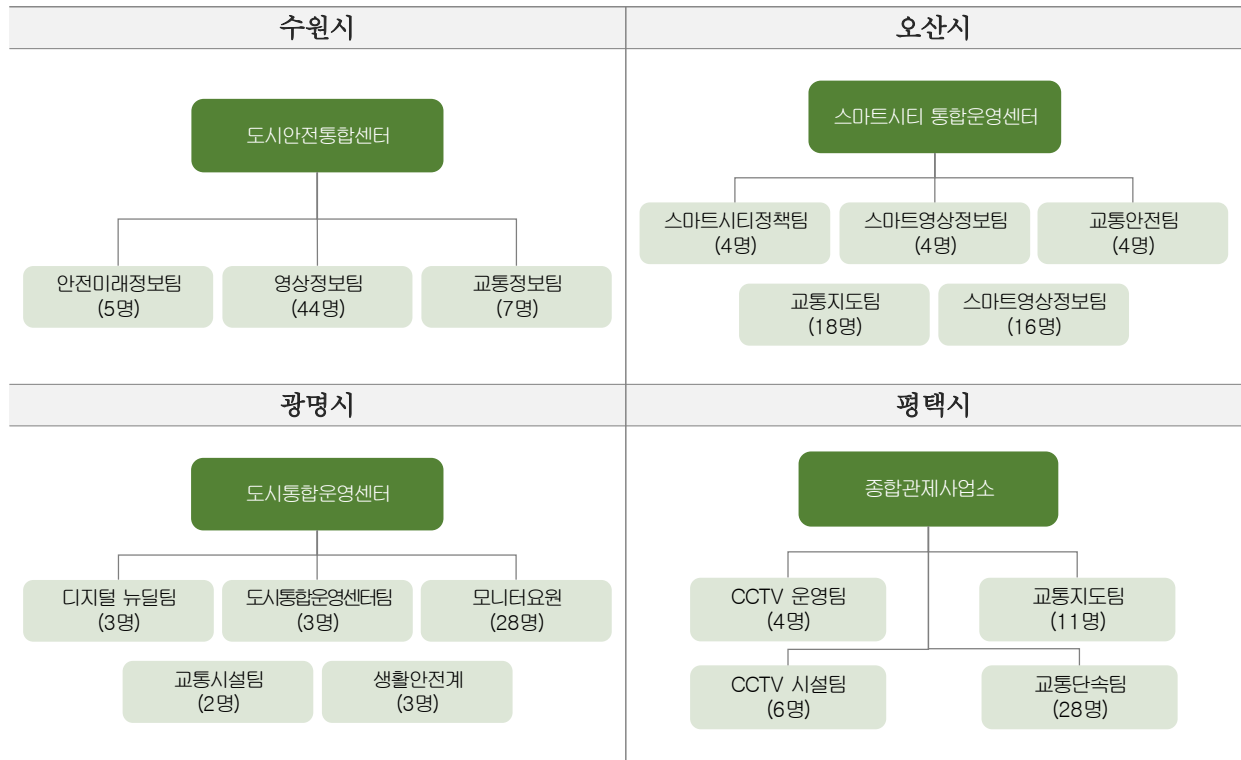 수원시
도시안전통합센터
안전미래정보팀
(5명)
영상정보팀
(44명)
교통정보팀
(7명)
오산시
스마트시티 통합운영센터
스마트시티정책팀
(4명)
스마트영상정보팀
(4명)
교통안전팀
(4명)
교통지도팀
(18명)
스마트영상정보팀
(16명)
광명시
도시통합운영센터
디지털 뉴딜팀
(3명)
도시통합운영센터팀
(3명)
모니터요원
(28명)
교통시설팀
(2명)
생활안전계
(3명)
평택시
종합관제사업소
CCTV 운영팀
(4명)
교통지도팀
(11명)
CCTV 시설팀
(6명)
교통단속팀
(28명)